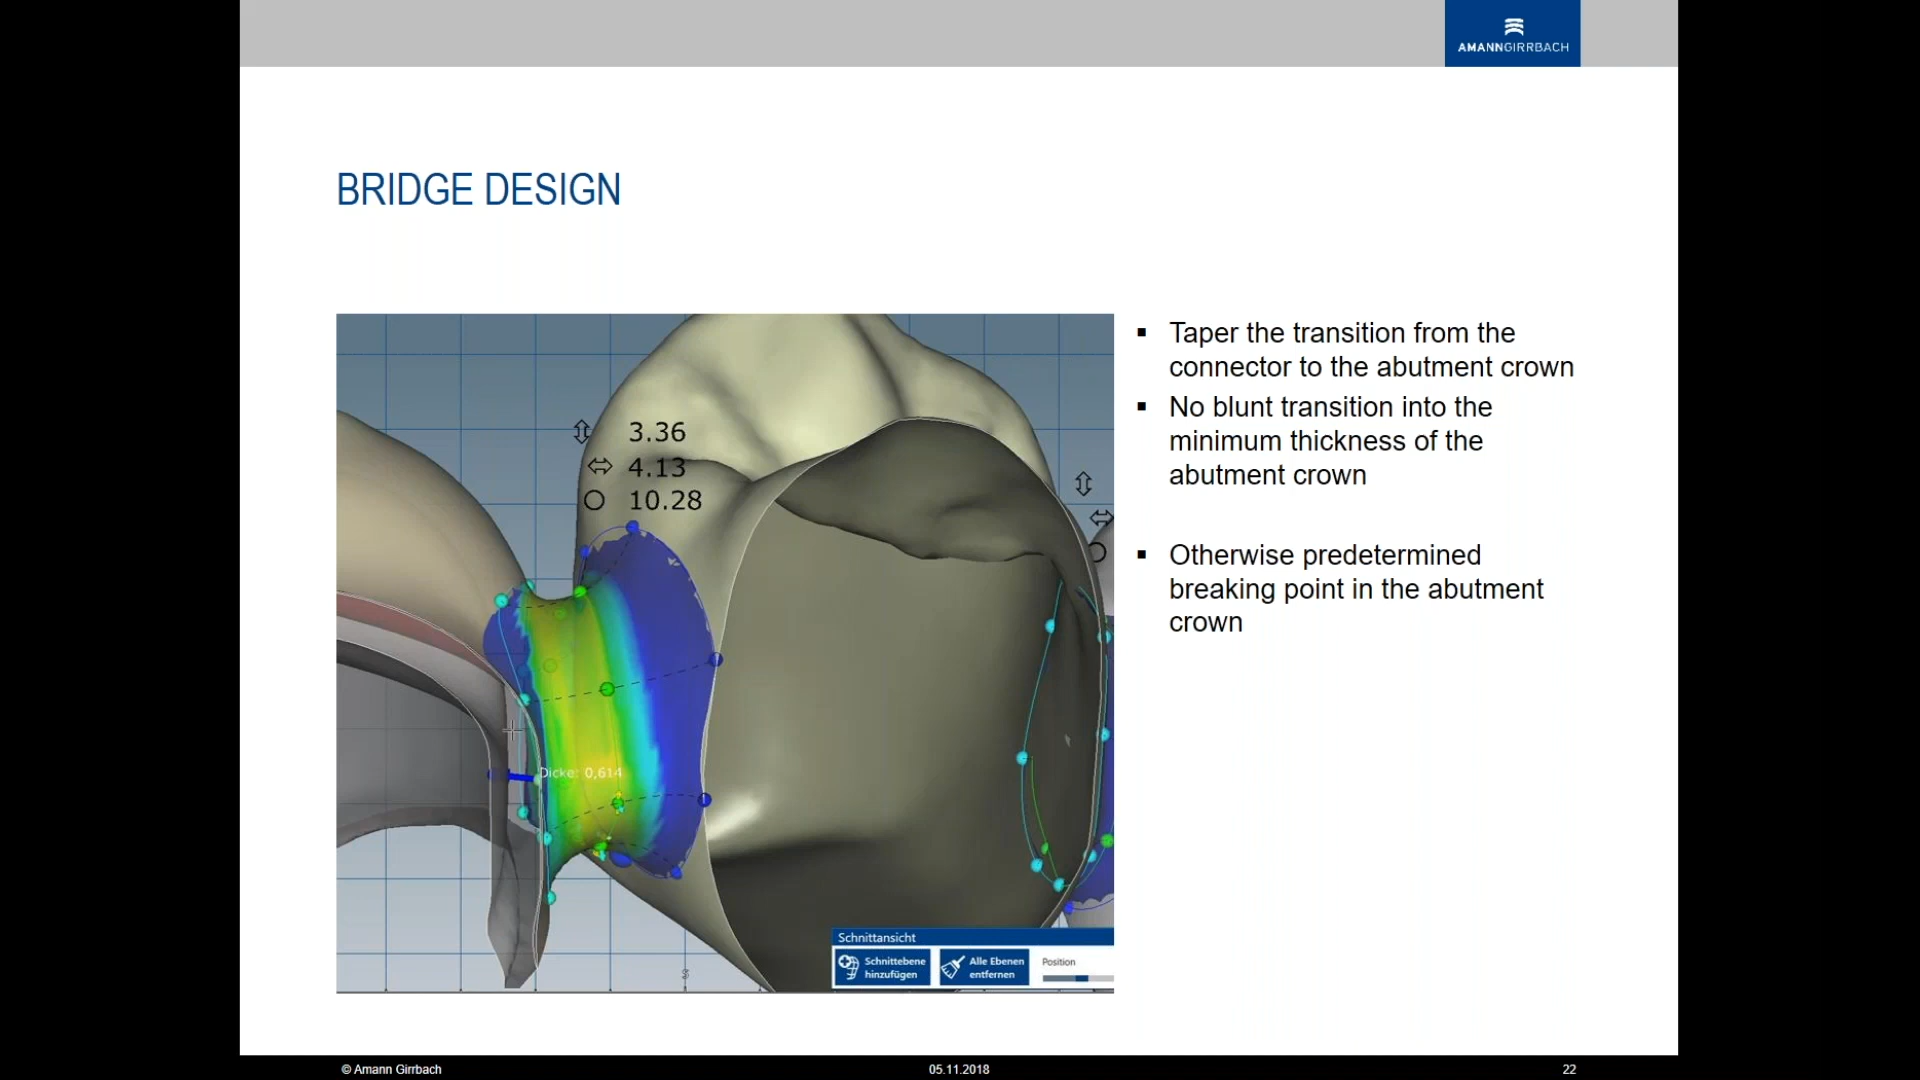 AMANNGIRRBACH
BRIDGE DESIGN
3.36
4.13
10.28
Dicke: 0,614
Schnittansicht
Schnittebene
hinzufügen
Alle Ebenen
entfernen
Position
▪ Taper the transition from the
connector to the abutment crown
▪ No blunt transition into the
minimum thickness of the
abutment crown
▪ Otherwise predetermined
breaking point in the abutment
crown
© Amann Girrbach
05.11.2018
22